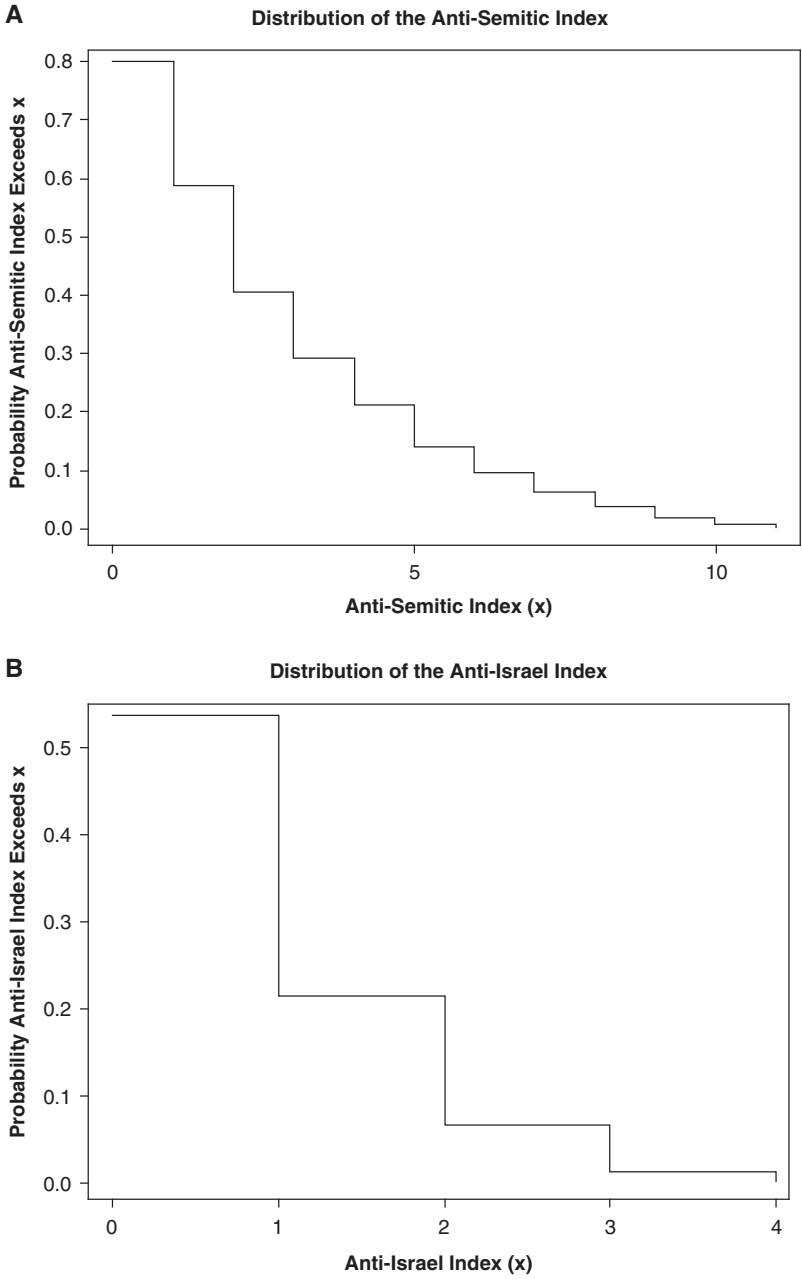 A
Distribution of the Anti-Semitic Index
Probability Anti-Semitic Index Exceeds x
0.8
0.7
0.6
0.5
0.4
0.3
0.2
0.1
0.0
0 5 10
Anti-Semitic Index (x)
B
Distribution of the Anti-Israel Index
Probability Anti-Israel Index Exceeds x
0.5
0.4
0.3
0.2
0.1
0.0
0 1 2 3 4
Anti-Israel Index (x)